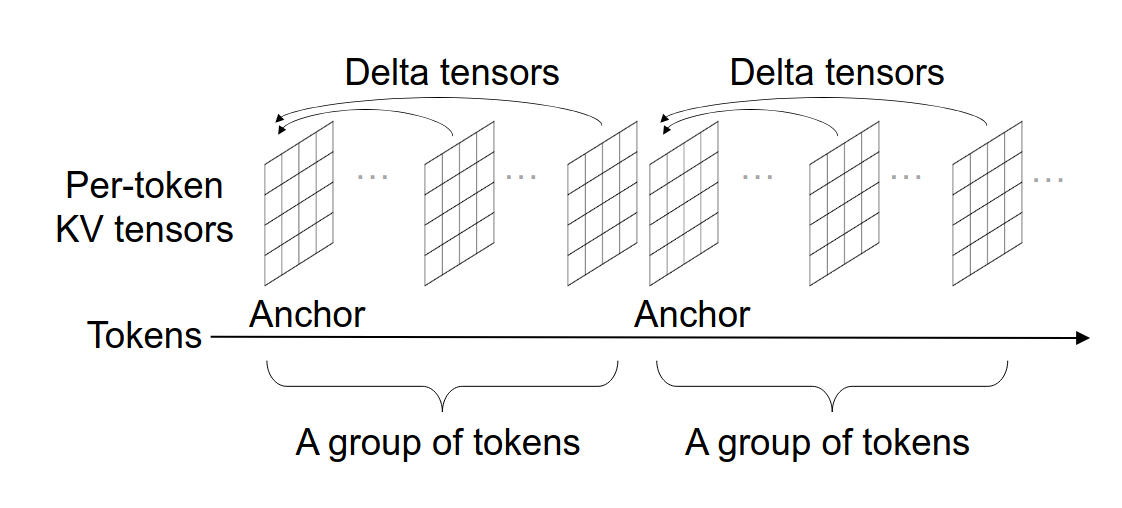 Delta tensors
Delta tensors
...
...
...
...
...
Per-token
KV tensors
Anchor
Anchor
Tokens
A group of tokens
A group of tokens